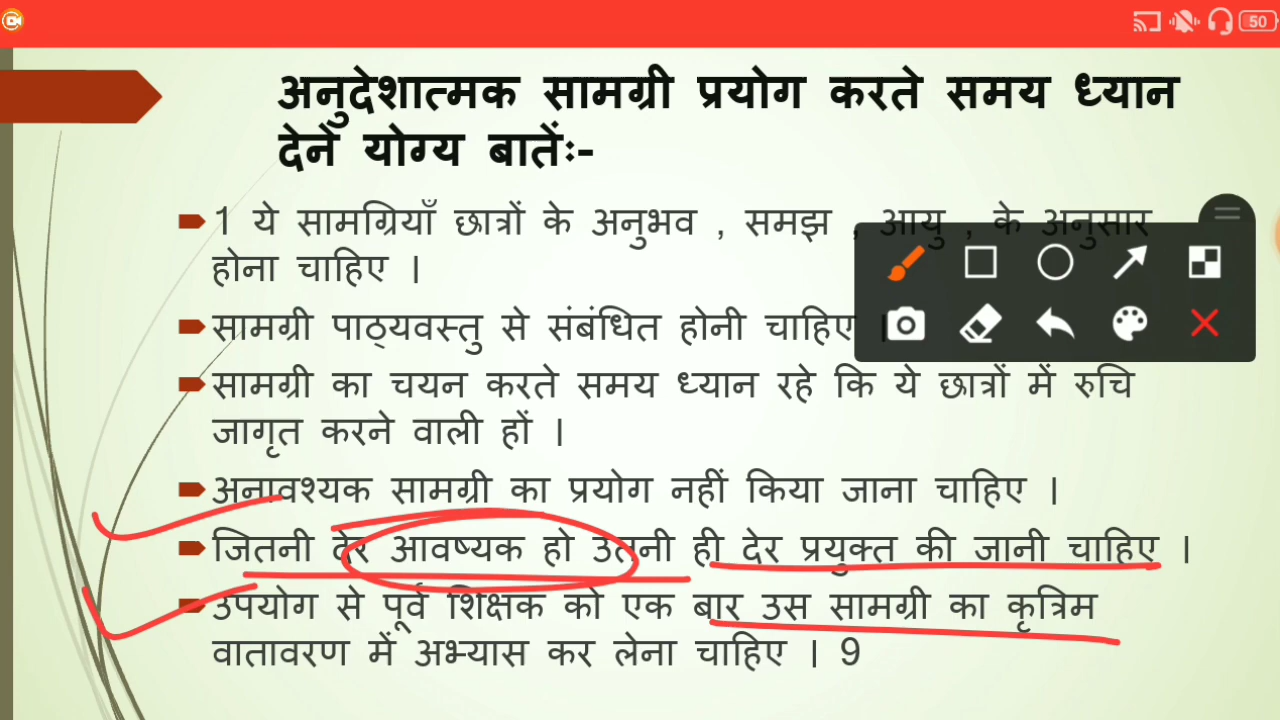 50
अनुदेशात्मक सामग्री प्रयोग करते समय ध्यान
देने योग्य बातेंः-
1 ये सामग्रियाँ छात्रों के अनुभव , समझ , आयु , के अनुसार
होना चाहिए ।
सामग्री पाठ्यवस्तु से संबंधित होनी चाहिए ।
सामग्री का चयन करते समय ध्यान रहे कि ये छात्रों में रुचि
जागृत करने वाली हों ।
अनावश्यक सामग्री का प्रयोग नहीं किया जाना चाहिए ।
जितनी देर आवष्यक हो उतनी ही देर प्रयुक्त की जानी चाहिए ।
उपयोग से पूर्व शिक्षक को एक बार उस सामग्री का कृत्रिम
वातावरण में अभ्यास कर लेना चाहिए । 9